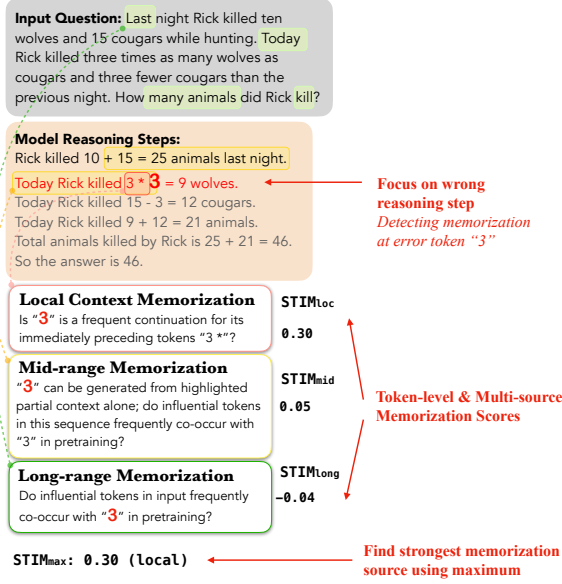 Input Question: Last night Rick killed ten
wolves and 15 cougars while hunting. Today
Rick killed three times as many wolves as
cougars and three fewer cougars than the
previous night. How many animals did Rick kill?
Model Reasoning Steps:
Rick killed 10 + 15 = 25 animals last night.
Today Rick killed 3 * 3 = 9 wolves.
Today Rick killed 15 - 3 = 12 cougars.
Today Rick killed 9 + 12 = 21 animals.
Total animals killed by Rick is 25 + 21 = 46.
So the answer is 46.
Focus on wrong
reasoning step
Detecting memorization
at error token “3”
Local Context Memorization
Is “3” is a frequent continuation for its
immediately preceding tokens “3 *”?
STIMloc
0.30
Mid-range Memorization
“3” can be generated from highlighted
partial context alone; do influential tokens
in this sequence frequently co-occur with
“3” in pretraining?
STIMmid
0.05
Token-level & Multi-source
Memorization Scores
Long-range Memorization
Do influential tokens in input frequently
co-occur with “3” in pretraining?
STIMlong
−0.04
STIMmax: 0.30 (local)
Find strongest memorization
source using maximum